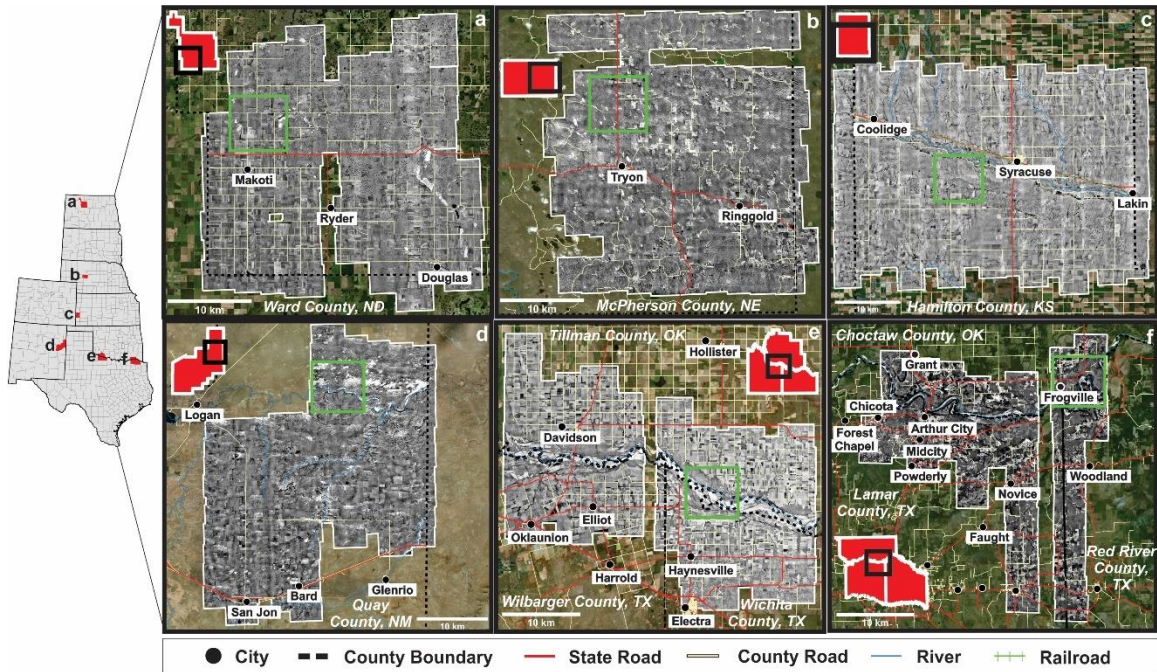 a
b
c
d
e
f
a
Makoti
Ryder
Douglas
10 km
Ward County, ND
b
Tryon
Ringgold
10 km
McPherson County, NE
c
Coolidge
Syracuse
Lakin
10 km
Hamilton County, KS
d
Logan
San Jon
Bard
Glenrio
Quay
County, NM
10 km
e
Tillman County, OK
Hollister
Davidson
Elliot
Oklaunion
Haynesville
Harrold
Wilbarger County, TX
Wichita
County, TX
Electra
10 km
f
Choctaw County, OK
Grant
Frogville
Chicota
Arthur City
Forest
Chapel
Midcity
Powderly
Woodland
Novice
Lamar
County, TX
Faught
Red River
County,
TX
10 km
City
County Boundary
State Road
County Road
River
Railroad